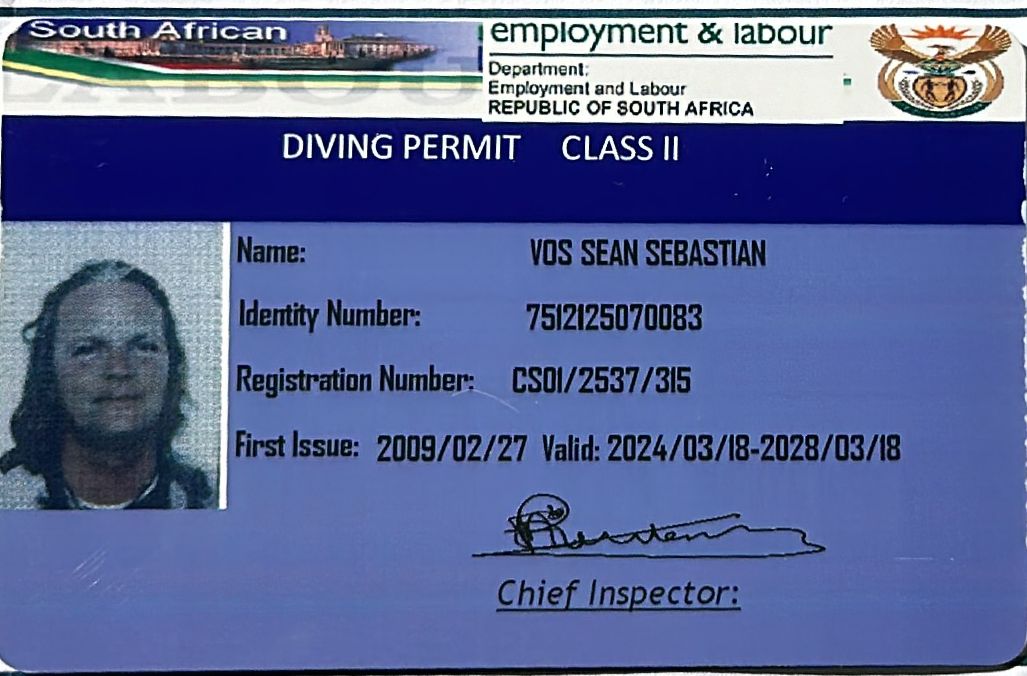 South African
employment & labour
Department:
Employment and Labour
REPUBLIC OF SOUTH AFRICA
DIVING PERMIT CLASS II
Name: VOS SEAN SEBASTIAN
Identity Number: 7512125070083
Registration Number: CS01/2537/315
First Issue: 2009/02/27 Valid: 2024/03/18-2028/03/18
Chief Inspector: